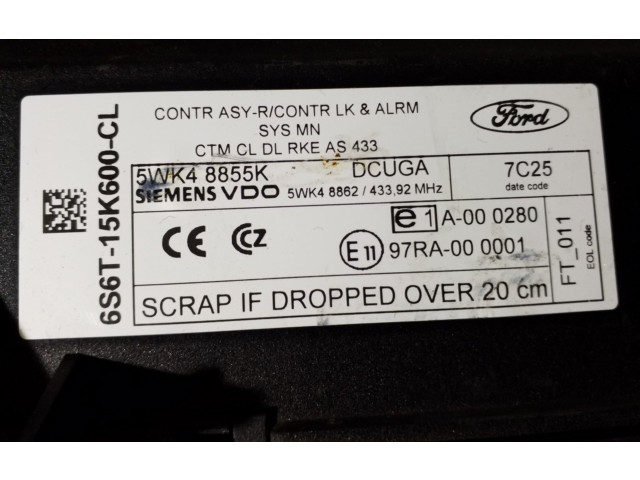 CONTR ASY-R/CONTR LK & ALRM
SYS MN
CTM CL DL RKE AS 433
Ford
5WK4 8855K DCUGA
SIEMENS VDO 5WK4 8862 / 433,92 MHz
7C25
date code
CE CCZ
e 1 A-00 0280
E 11 97RA-00 0001
SCRAP IF DROPPED OVER 20 cm
FT_011
EOL code
6S6T-15K600-CL